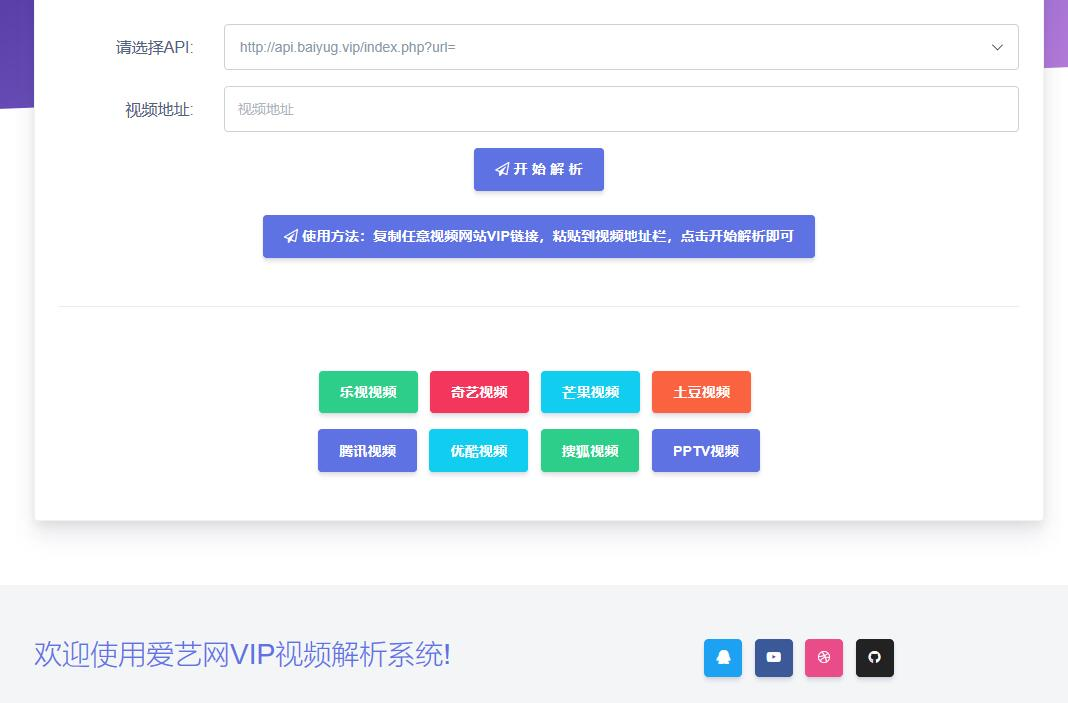 请选择API:
http://api.baiyug.vip/index.php?url=
视频地址:
视频地址
开 始 解 析
使用方法：复制任意视频网站VIP链接，粘贴到视频地址栏，点击开始解析即可
乐视视频
奇艺视频
芒果视频
土豆视频
腾讯视频
优酷视频
搜狐视频
PPTV视频
欢迎使用爱艺网VIP视频解析系统!